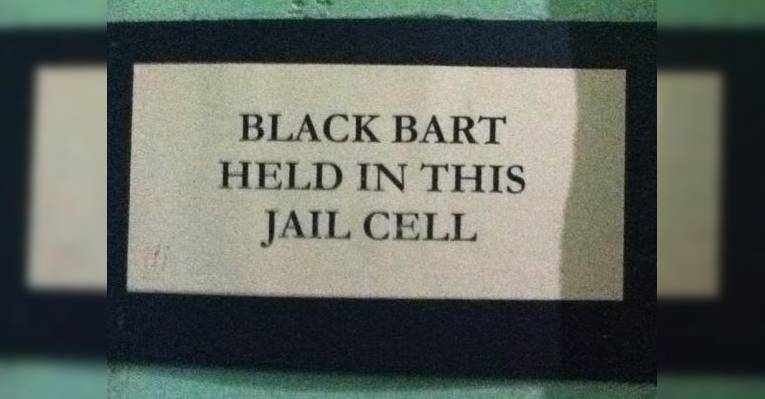 BLACK BART
HELD IN THIS
JAIL CELL